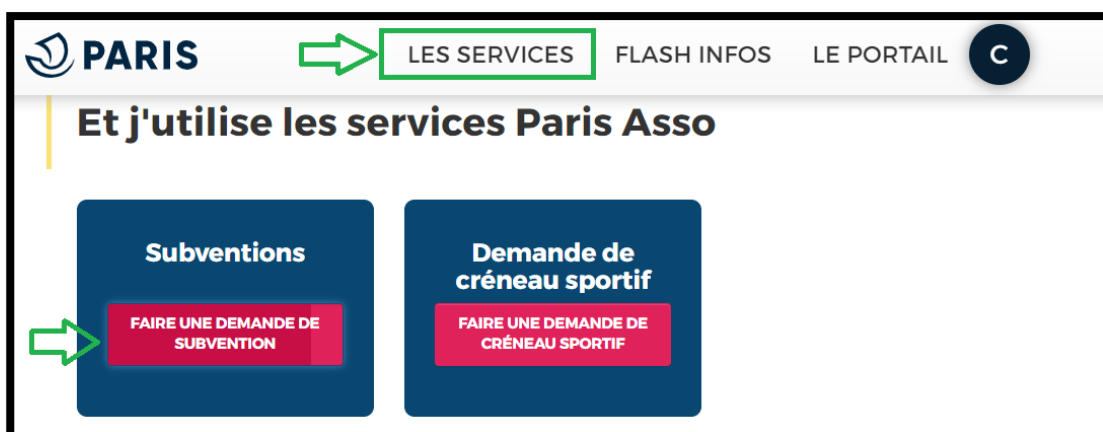 PARIS
LES SERVICES
FLASH INFOS
LE PORTAIL
C
Et j'utilise les services Paris Asso
Subventions
FAIRE UNE DEMANDE DE
SUBVENTION
Demande de
créneau sportif
FAIRE UNE DEMANDE DE
CRÉNEAU SPORTIF